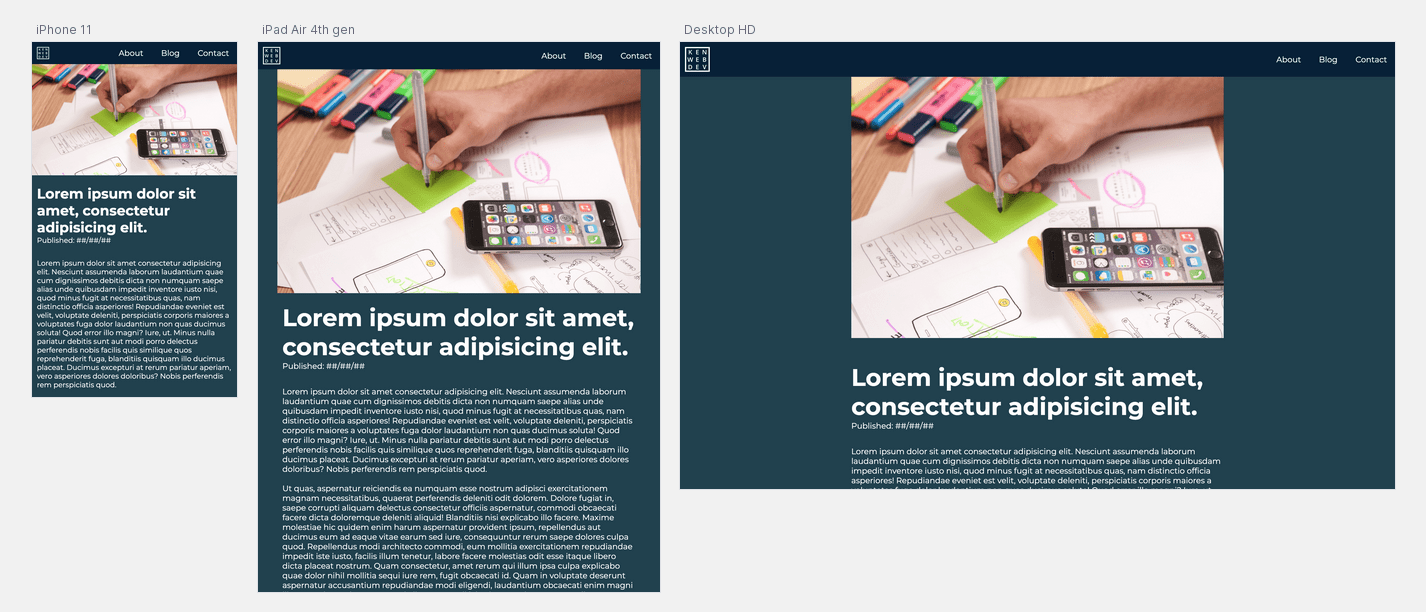 iPhone 11
About Blog Contact
Lorem ipsum dolor sit
amet, consectetur
adipisicing elit.
Published: ##/##/##
Lorem ipsum dolor sit amet consectetur adipisicing
elit. Nesciunt assumenda laborum laudantium quae
cum dignissimos debitis dicta non numquam saepe
alias unde quibusdam impedit inventore iusto nisi,
quod minus fugit at necessitatibus quas, nam
distinctio officia asperiores! Repudiandae eveniet est
velit, voluptate deleniti, perspiciatis corporis maiores a
voluptates fuga dolor laudantium non quas ducimus
soluta! Quod error illo magni? Iure, ut. Minus nulla
pariatur debitis sunt aut modi porro delectus
perferendis nobis facilis quis similique quos
reprehenderit fuga, blanditiis quisquam illo ducimus
placeat. Ducimus excepturi at rerum pariatur aperiam,
vero asperiores dolores doloribus? Nobis perferendis
rem perspiciatis quod.
iPad Air 4th gen
KEN
WEB
DEV
About Blog Contact
Lorem ipsum dolor sit amet,
consectetur adipisicing elit.
Published: ##/##/##
Lorem ipsum dolor sit amet consectetur adipisicing elit. Nesciunt assumenda laborum
laudantium quae cum dignissimos debitis dicta non numquam saepe alias unde
quibusdam impedit inventore iusto nisi, quod minus fugit at necessitatibus quas, nam
distinctio officia asperiores! Repudiandae eveniet est velit, voluptate deleniti, perspiciatis
corporis maiores a voluptates fuga dolor laudantium non quas ducimus soluta! Quod
error illo magni? Iure, ut. Minus nulla pariatur debitis sunt aut modi porro delectus
perferendis nobis facilis quis similique quos reprehenderit fuga, blanditiis quisquam illo
ducimus placeat. Ducimus excepturi at rerum pariatur aperiam, vero asperiores dolores
doloribus? Nobis perferendis rem perspiciatis quod.
Ut quas, aspernatur reiciendis ea numquam esse nostrum adipisci exercitationem
magnam necessitatibus, quaerat perferendis deleniti odit dolorem. Dolore fugiat in,
saepe corrupti aliquam delectus consectetur officiis aspernatur, commodi obcaecati
facere dicta doloremque deleniti aliquid! Blanditiis nisi explicabo illo facere. Maxime
molestiae hic quidem enim harum aspernatur provident ipsum, repellendus aut
ducimus eum ad eaque vitae earum sed iure, consequuntur rerum saepe dolores culpa
quod. Repellendus modi architecto commodi, eum mollitia exercitationem repudiandae
impedit iste iusto, facilis illum tenetur, labore facere molestias odit esse itaque libero
dicta placeat nostrum. Quam consectetur, amet rerum qui illum ipsa culpa explicabo
quae dolor nihil mollitia sequi iure rem, fugit obcaecati id. Quam in voluptate deserunt
aspernatur accusantium repudiandae modi eligendi, laudantium obcaecati enim magni
Desktop HD
KEN
WEB
DEV
About Blog Contact
Lorem ipsum dolor sit amet,
consectetur adipisicing elit.
Published: ##/##/##
Lorem ipsum dolor sit amet consectetur adipisicing elit. Nesciunt assumenda laborum
laudantium quae cum dignissimos debitis dicta non numquam saepe alias unde quibusdam
impedit inventore iusto nisi, quod minus fugit at necessitatibus quas, nam distinctio officia
asperiores! Repudiandae eveniet est velit, voluptate deleniti, perspiciatis corporis maiores a